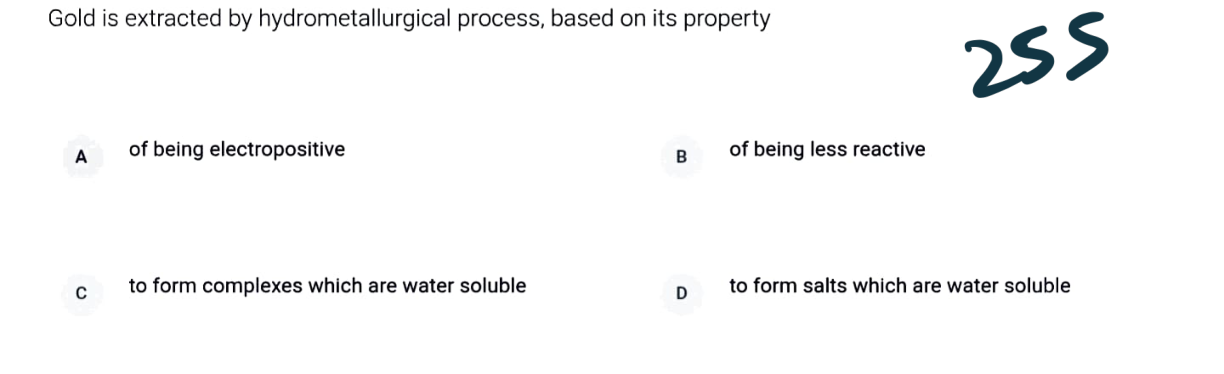 Gold is extracted by hydrometallurgical process, based on its property
255
A of being electropositive
B of being less reactive
C to form complexes which are water soluble
D to form salts which are water soluble